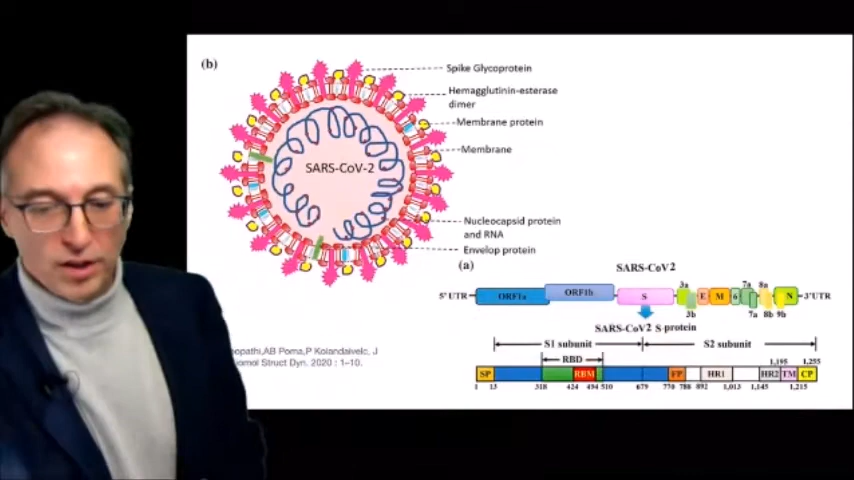 (b)
Spike Glycoprotein
Hemagglutinin-esterase
dimer
Membrane protein
SARS-CoV-2
Membrane
Nucleocapsid protein
and RNA
Envelop protein
(a)
SARS-CoV2
5' UTR ORF1a ORF1b S 3a 3b E M 6 7a 7a 8a 8b 9b N 3'UTR
SARS-CoV2 S protein
S1 subunit S2 subunit
RBD
1,195 1,255
SP RBM FP HR1 HR2 TM CP
1 13 318 424 494 510 679 770 788 892 1,013 1,145 1,215
AB Poma,P Kolandaivelc, J
Struct Dyn. 2020 : 1–10.